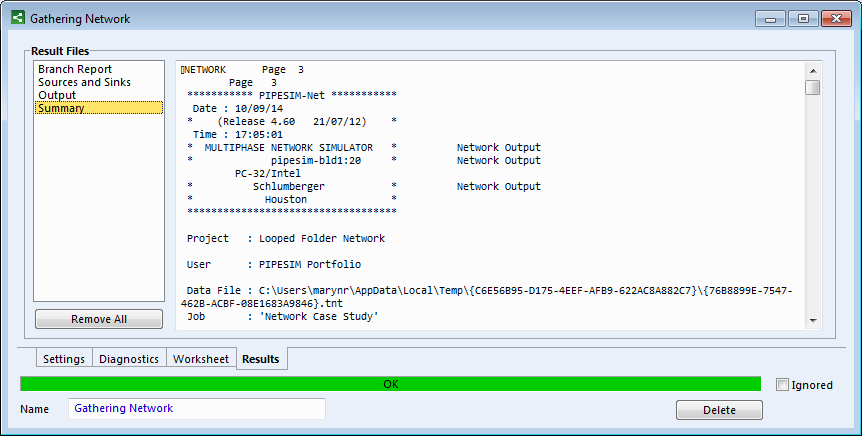 Gathering Network
Result Files
Branch Report
Sources and Sinks
Output
Summary
Remove All
NETWORK Page 3
Page 3
*********** PIPESIM-Net ***********
Date : 10/09/14
* (Release 4.60 21/07/12) *
Time : 17:05:01
* MULTIPHASE NETWORK SIMULATOR * Network Output
* pipesim-bld1:20 * Network Output
PC-32/Intel
* Schlumberger * Network Output
* Houston *
***********************************
Project : Looped Folder Network
User : PIPESIM Portfolio
Data File : C:\Users\marynr\AppData\Local\Temp\{C6E56B95-D175-4EEF-AFB9-622AC8A882C7}\{76B8899E-7547-
462B-ACBF-08E1683A9846}.tnt
Job : 'Network Case Study'
Settings Diagnostics Worksheet Results
OK
Ignored
Name Gathering Network
Delete